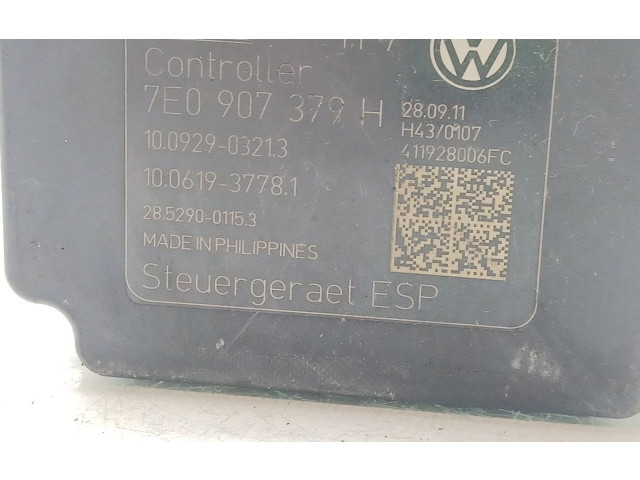 Controller
7E0 907 379 H
28.09.11
H43/0107
411928006FC
10.0929-0321.3
10.0619-3778.1
28.5290-0115.3
MADE IN PHILIPPINES
Steuergeraet ESP